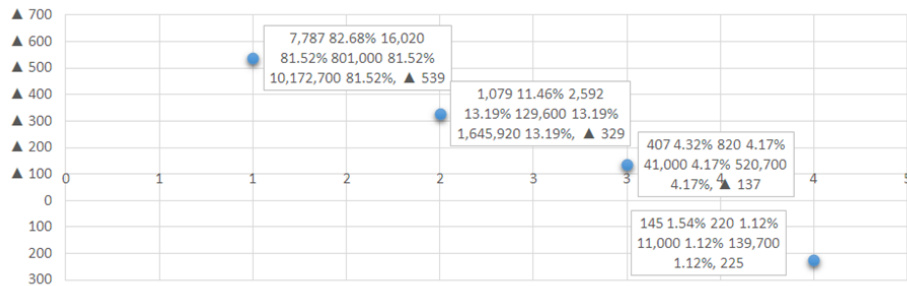 ▲ 700
▲ 600
▲ 500
▲ 400
▲ 300
▲ 200
▲ 100
0
100
200
300
0 1 1 2 2 3 3 4 4 5
7,787 82.68% 16,020
81.52% 801,000 81.52%
10,172,700 81.52%, ▲ 539
1,079 11.46% 2,592
13.19% 129,600 13.19%
1,645,920 13.19%, ▲ 329
407 4.32% 820 4.17%
41,000 4.17% 520,700
4.17%, ▲ 137
145 1.54% 220 1.12%
11,000 1.12% 139,700
1.12%, 225